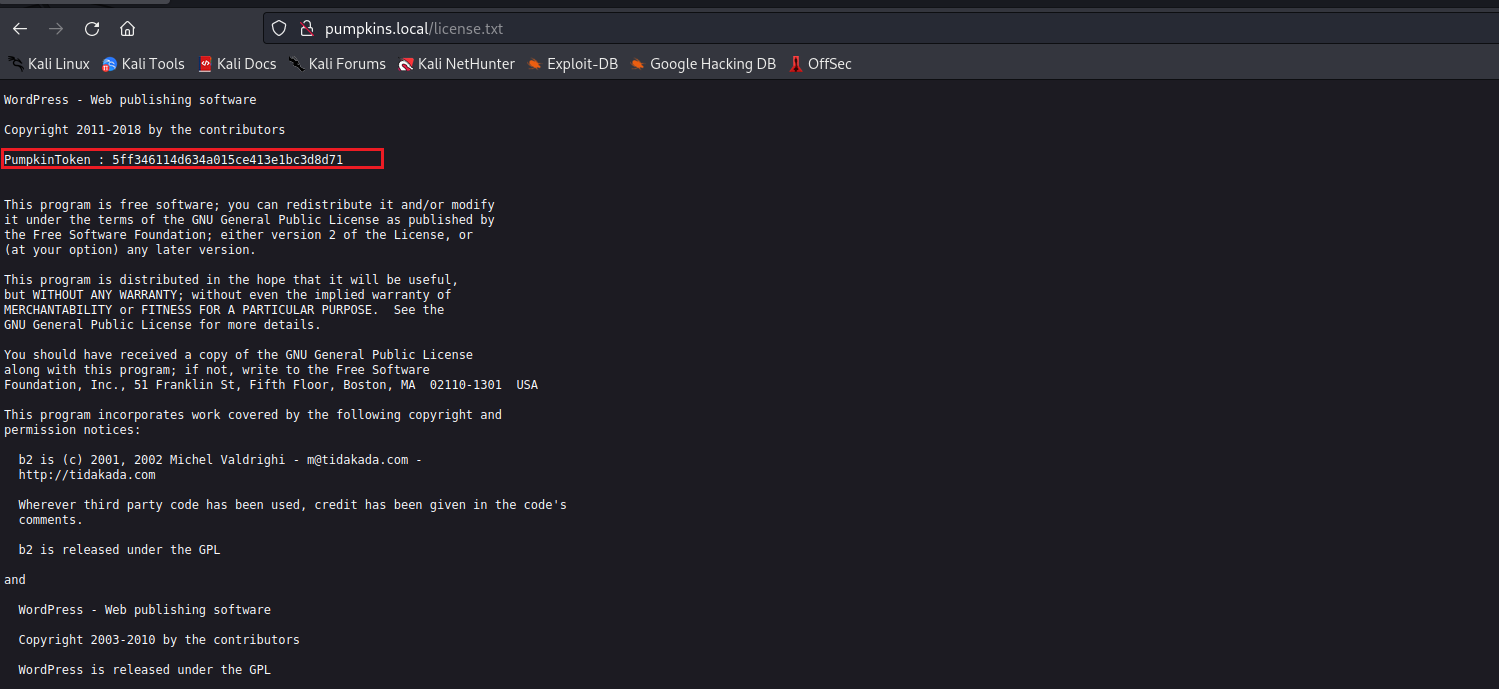 pumpkins.local/license.txt
Kali Linux Kali Tools Kali Docs Kali Forums Kali NetHunter Exploit-DB Google Hacking DB OffSec
WordPress - Web publishing software
Copyright 2011-2018 by the contributors
PumpkinToken : 5ff346114d634a015ce413e1bc3d8d71
This program is free software; you can redistribute it and/or modify
it under the terms of the GNU General Public License as published by
the Free Software Foundation; either version 2 of the License, or
(at your option) any later version.
This program is distributed in the hope that it will be useful,
but WITHOUT ANY WARRANTY; without even the implied warranty of
MERCHANTABILITY or FITNESS FOR A PARTICULAR PURPOSE.  See the
GNU General Public License for more details.
You should have received a copy of the GNU General Public License
along with this program; if not, write to the Free Software
Foundation, Inc., 51 Franklin St, Fifth Floor, Boston, MA  02110-1301  USA
This program incorporates work covered by the following copyright and
permission notices:
b2 is (c) 2001, 2002 Michel Valdrighi - m@tidakada.com -
http://tidakada.com
Wherever third party code has been used, credit has been given in the code's
comments.
b2 is released under the GPL
and
WordPress - Web publishing software
Copyright 2003-2010 by the contributors
WordPress is released under the GPL